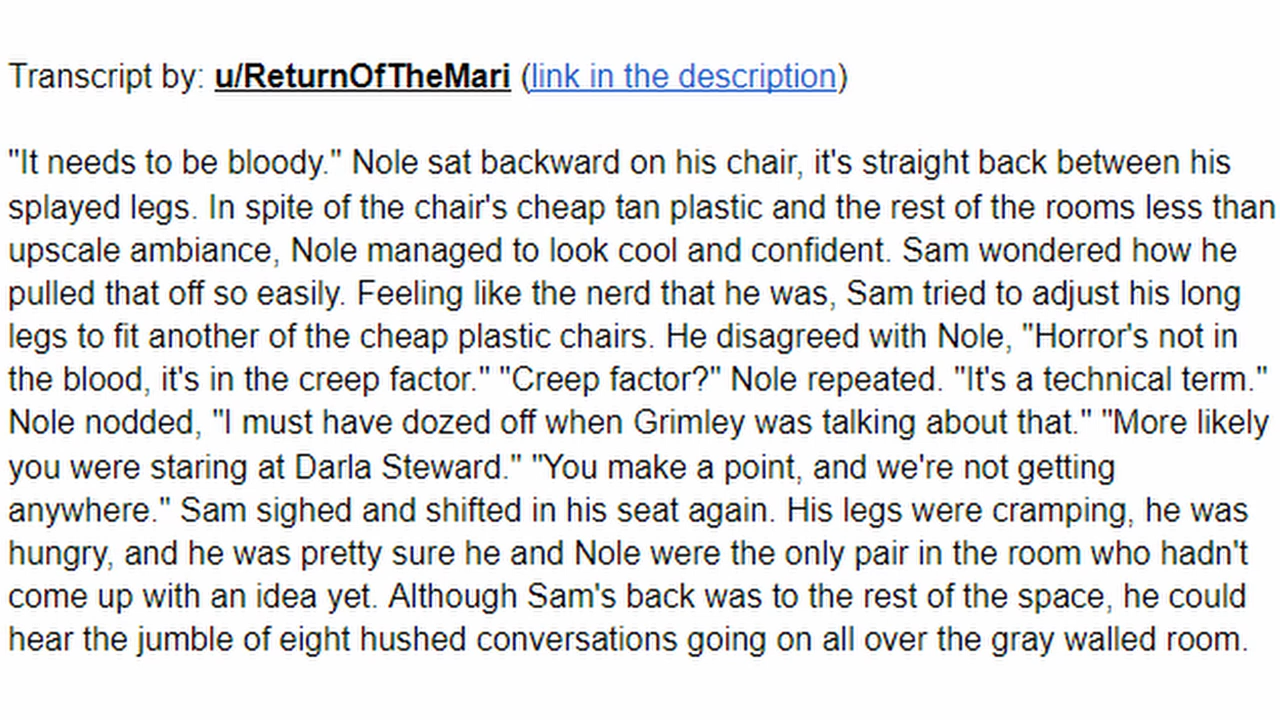 Transcript by: u/ReturnOfTheMari (link in the description)
"It needs to be bloody." Nole sat backward on his chair, it's straight back between his
splayed legs. In spite of the chair's cheap tan plastic and the rest of the rooms less than
upscale ambiance, Nole managed to look cool and confident. Sam wondered how he
pulled that off so easily. Feeling like the nerd that he was, Sam tried to adjust his long
legs to fit another of the cheap plastic chairs. He disagreed with Nole, "Horror's not in
the blood, it's in the creep factor." "Creep factor?" Nole repeated. "It's a technical term."
Nole nodded, "I must have dozed off when Grimley was talking about that." "More likely
you were staring at Darla Steward." "You make a point, and we're not getting
anywhere." Sam sighed and shifted in his seat again. His legs were cramping, he was
hungry, and he was pretty sure he and Nole were the only pair in the room who hadn't
come up with an idea yet. Although Sam's back was to the rest of the space, he could
hear the jumble of eight hushed conversations going on all over the gray walled room.